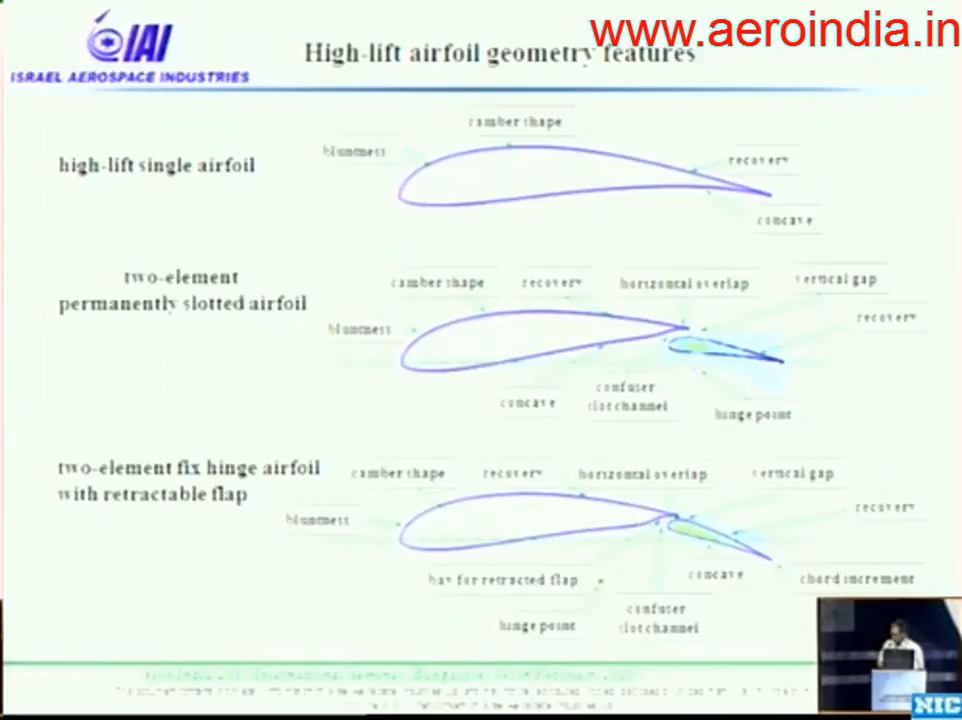 www.aeroindia.in
IAI
ISRAEL AEROSPACE INDUSTRIES
High-lift airfoil geometry features
camber shape
bluntness
high-lift single airfoil
recovery
concave
two-element
permanently slotted airfoil
camber shape
recovery
horizontal overlap
vertical gap
bluntness
recovery
concave
confuser
slot channel
hinge point
two-element fix hinge airfoil
with retractable flap
camber shape
recovery
horizontal overlap
vertical gap
bluntness
recovery
bay for retracted flap
concave
chord increment
hinge point
confuser
slot channel
NIC